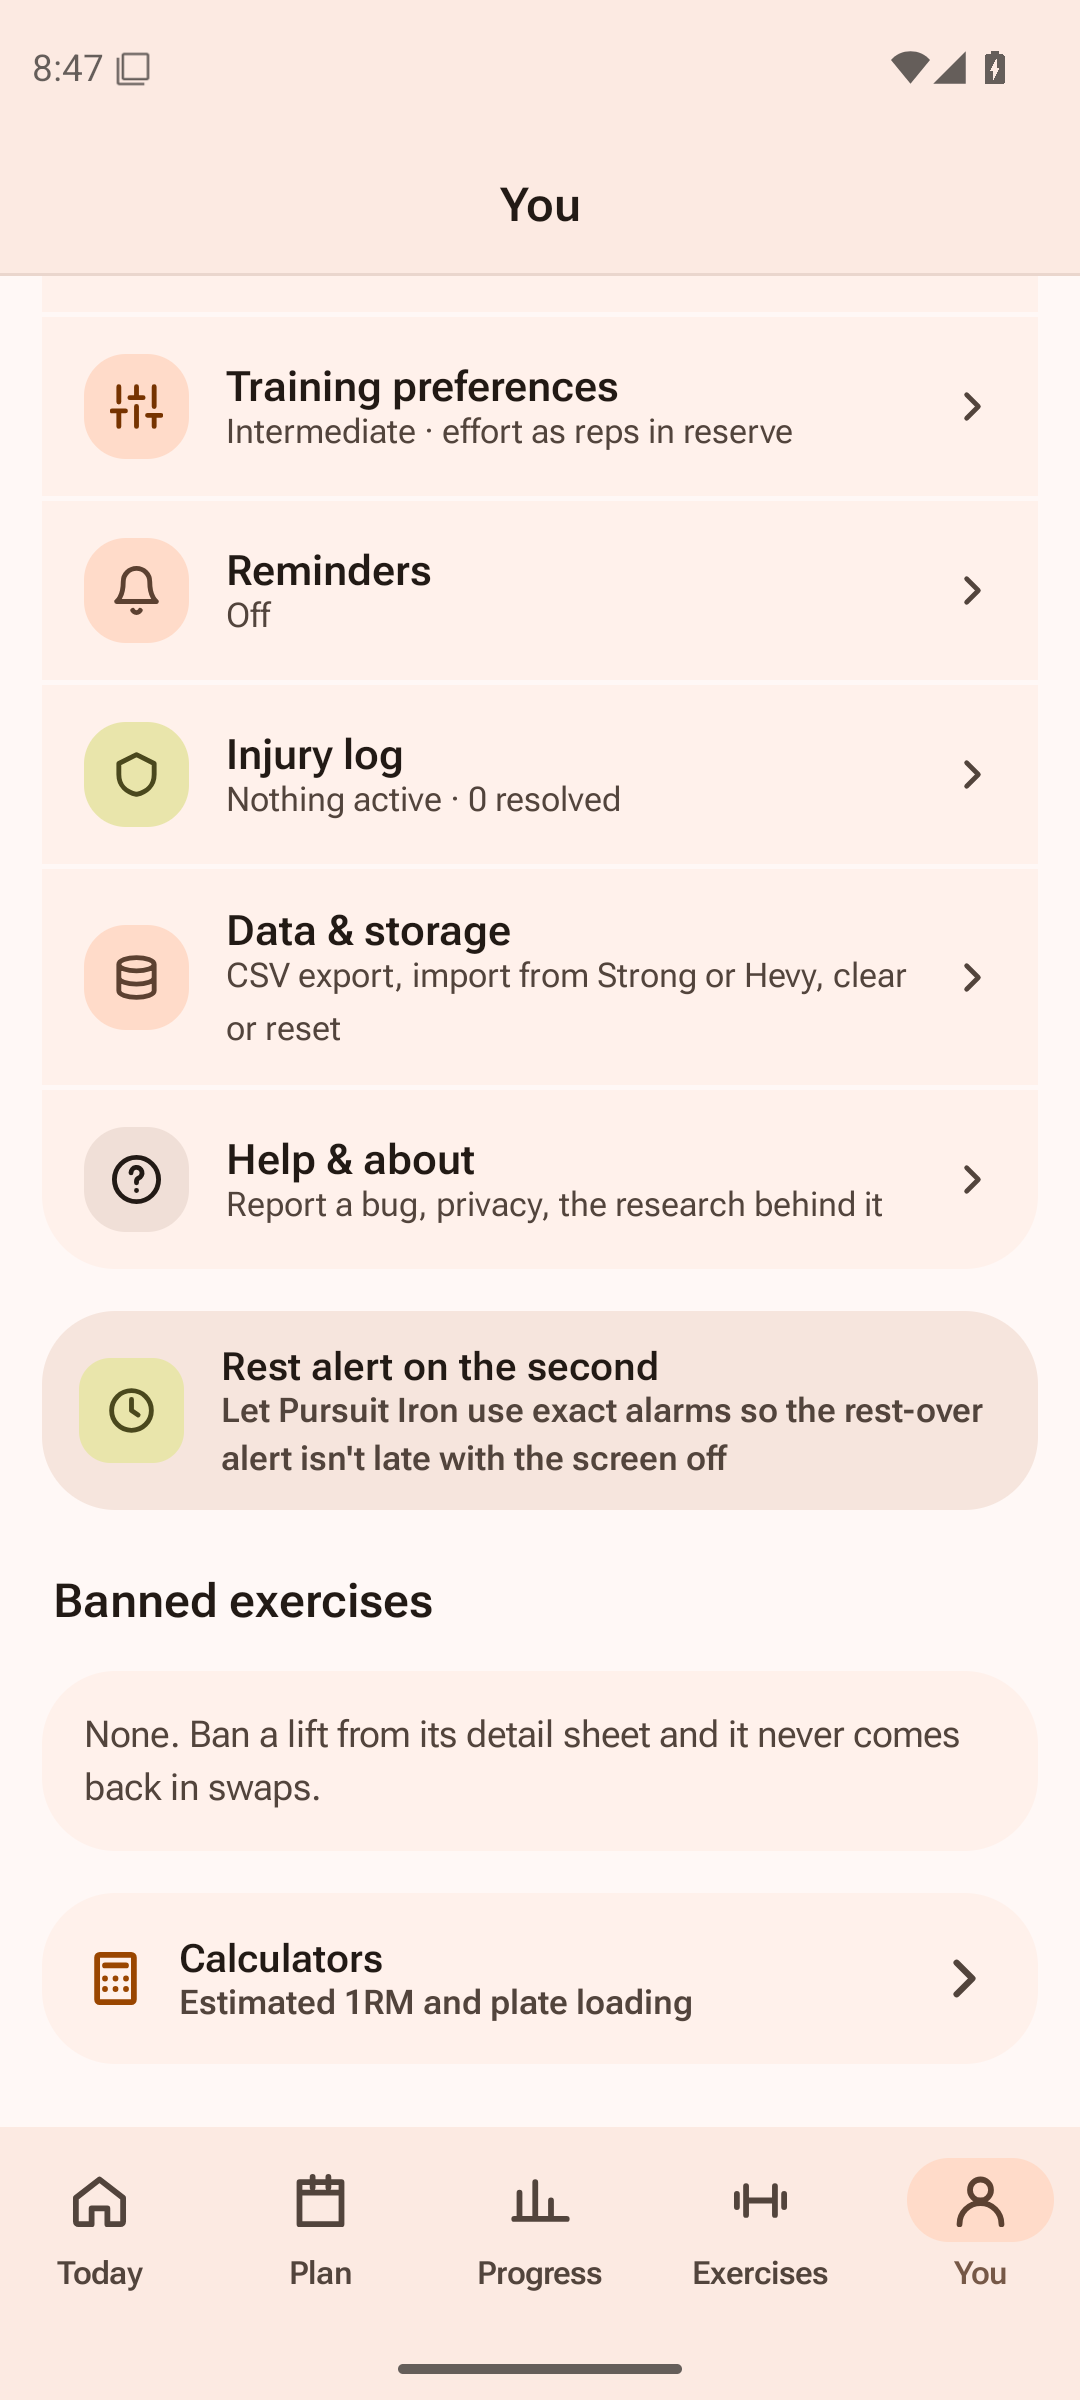 8:47
You
Training preferences
Intermediate · effort as reps in reserve
Reminders
Off
Injury log
Nothing active · 0 resolved
Data & storage
CSV export, import from Strong or Hevy, clear
or reset
Help & about
Report a bug, privacy, the research behind it
Rest alert on the second
Let Pursuit Iron use exact alarms so the rest-over
alert isn't late with the screen off
Banned exercises
None. Ban a lift from its detail sheet and it never comes
back in swaps.
Calculators
Estimated 1RM and plate loading
Today
Plan
Progress
Exercises
You